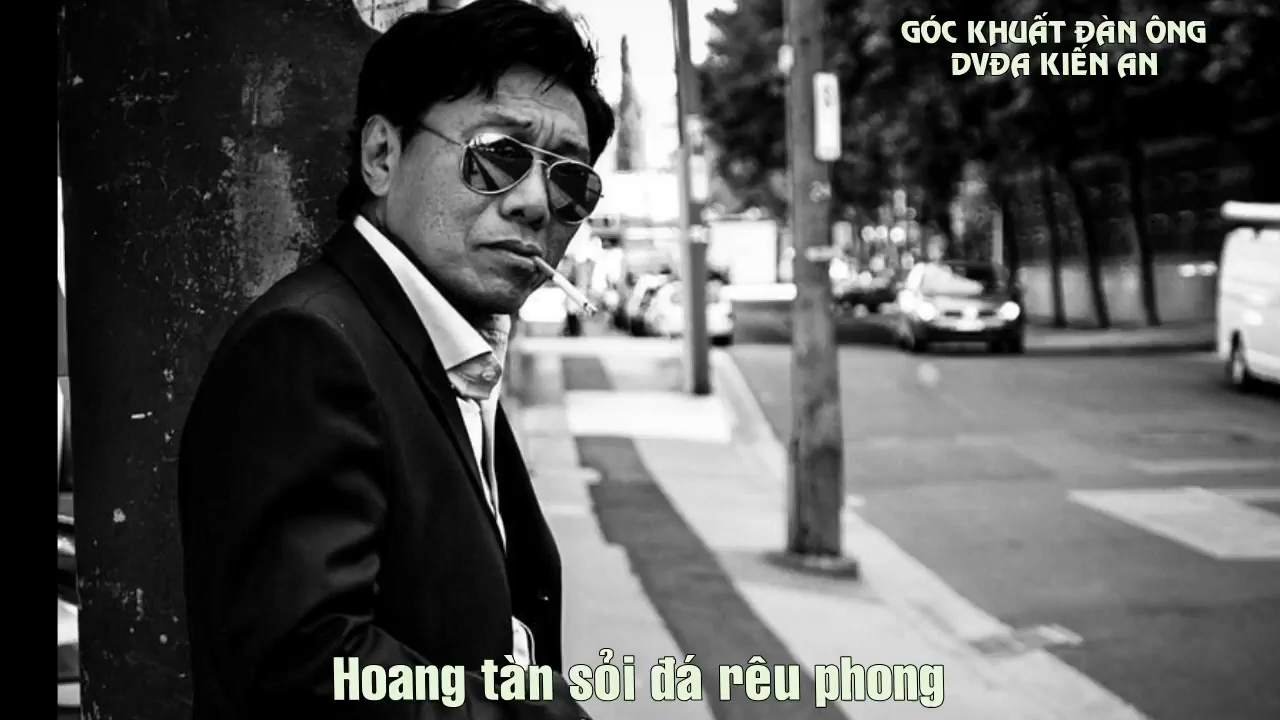 GÓC KHUẤT ĐÀN ÔNG
DVĐA KIẾN AN
Hoang tàn sỏi đá rêu phong